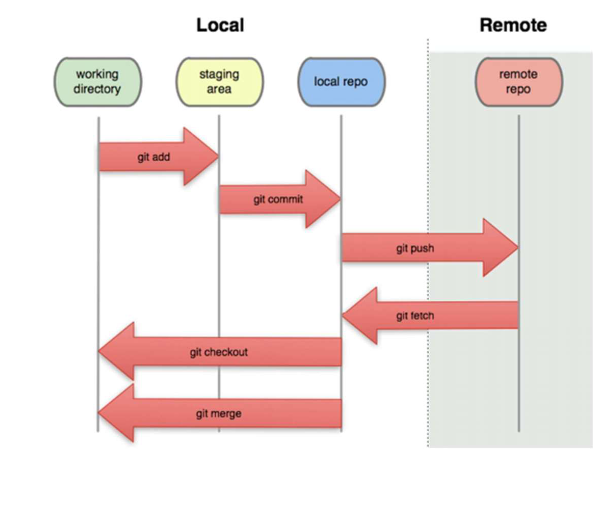 Local
Remote
working
directory
staging
area
local repo
remote
repo
git add
git commit
git push
git fetch
git checkout
git merge